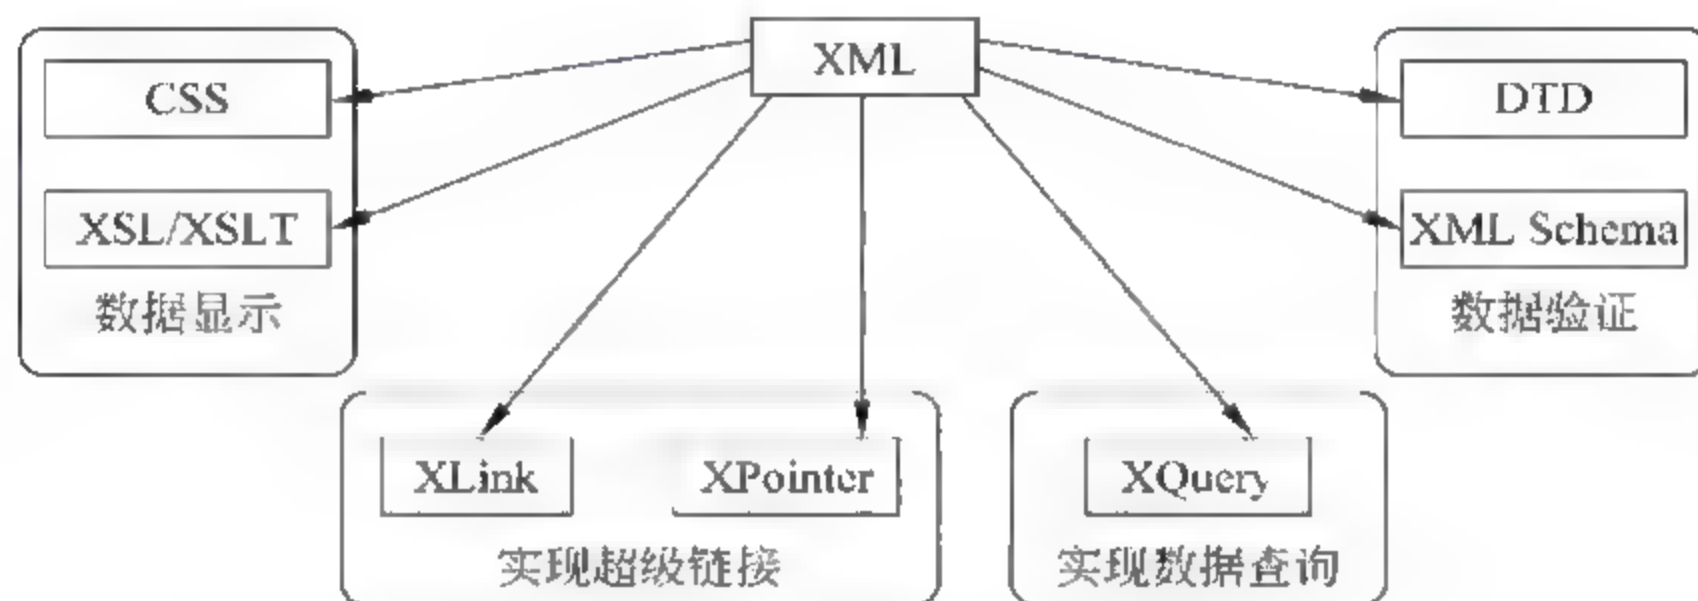 XML
CSS
XSL/XSLT
数据显示
DTD
XML Schema
数据验证
XLink
XPointer
实现超级链接
XQuery
实现数据查询